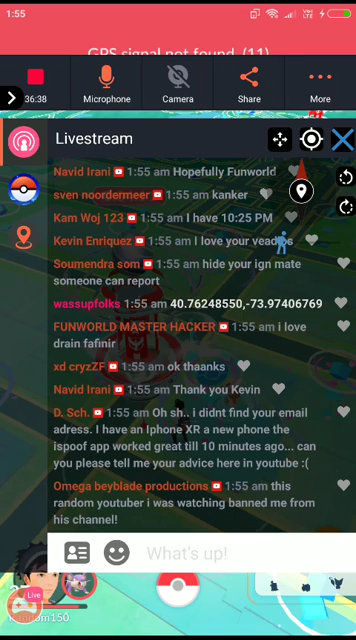 1:55
GPS signal not found. (11)
36:38
Microphone
Camera
Share
More
Livestream
Navid Irani 1:55 am Hopefully Funworld
sven noordermeer 1:55 am kanker
Kam Woj 123 1:55 am I have 10:25 PM
Kevin Enriquez 1:55 am I love your veadios
Soumendra som 1:55 am hide your ign mate
someone can report
wassupfolks 1:55 am 40.76248550,-73.97406769
FUNWORLD MASTER HACKER 1:55 am i love
drain fafinir
xd cryzZF 1:55 am ok thaanks
Navid Irani 1:55 am Thank you Kevin
D. Sch. 1:55 am Oh sh.. i didnt find your email
adress. I have an Iphone XR a new phone the
ispoof app worked great till 10 minutes ago... can
you please tell me your advice here in youtube :(
Omega beyblade productions 1:55 am this
random youtuber i was watching banned me from
his channel!
What's up!
Live